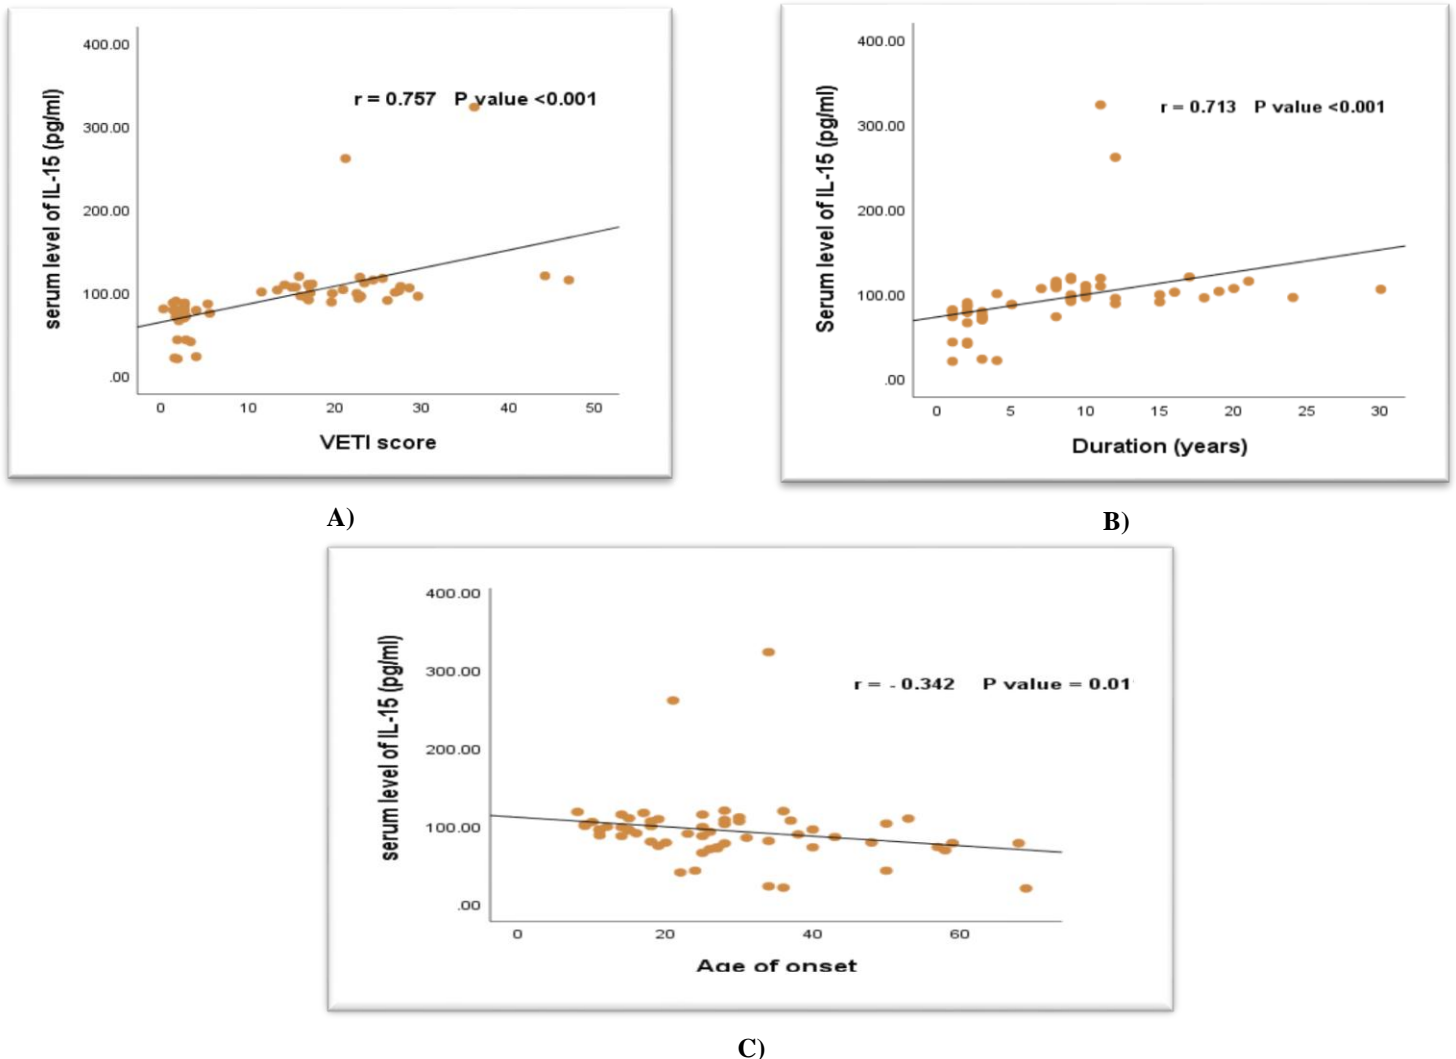 serum level of IL-15 (pg/ml)
400.00
300.00
200.00
100.00
.00
r = 0.757 P value <0.001
0 10 20 30 40 50
VETI score
A)
Serum level of IL-15 (pg/ml)
400.00
300.00
200.00
100.00
.00
r = 0.713 P value <0.001
0 5 10 15 20 25 30
Duration (years)
B)
serum level of IL-15 (pg/ml)
400.00
300.00
200.00
100.00
.00
r = - 0.342 P value = 0.01
0 20 40 60
Age of onset
C)